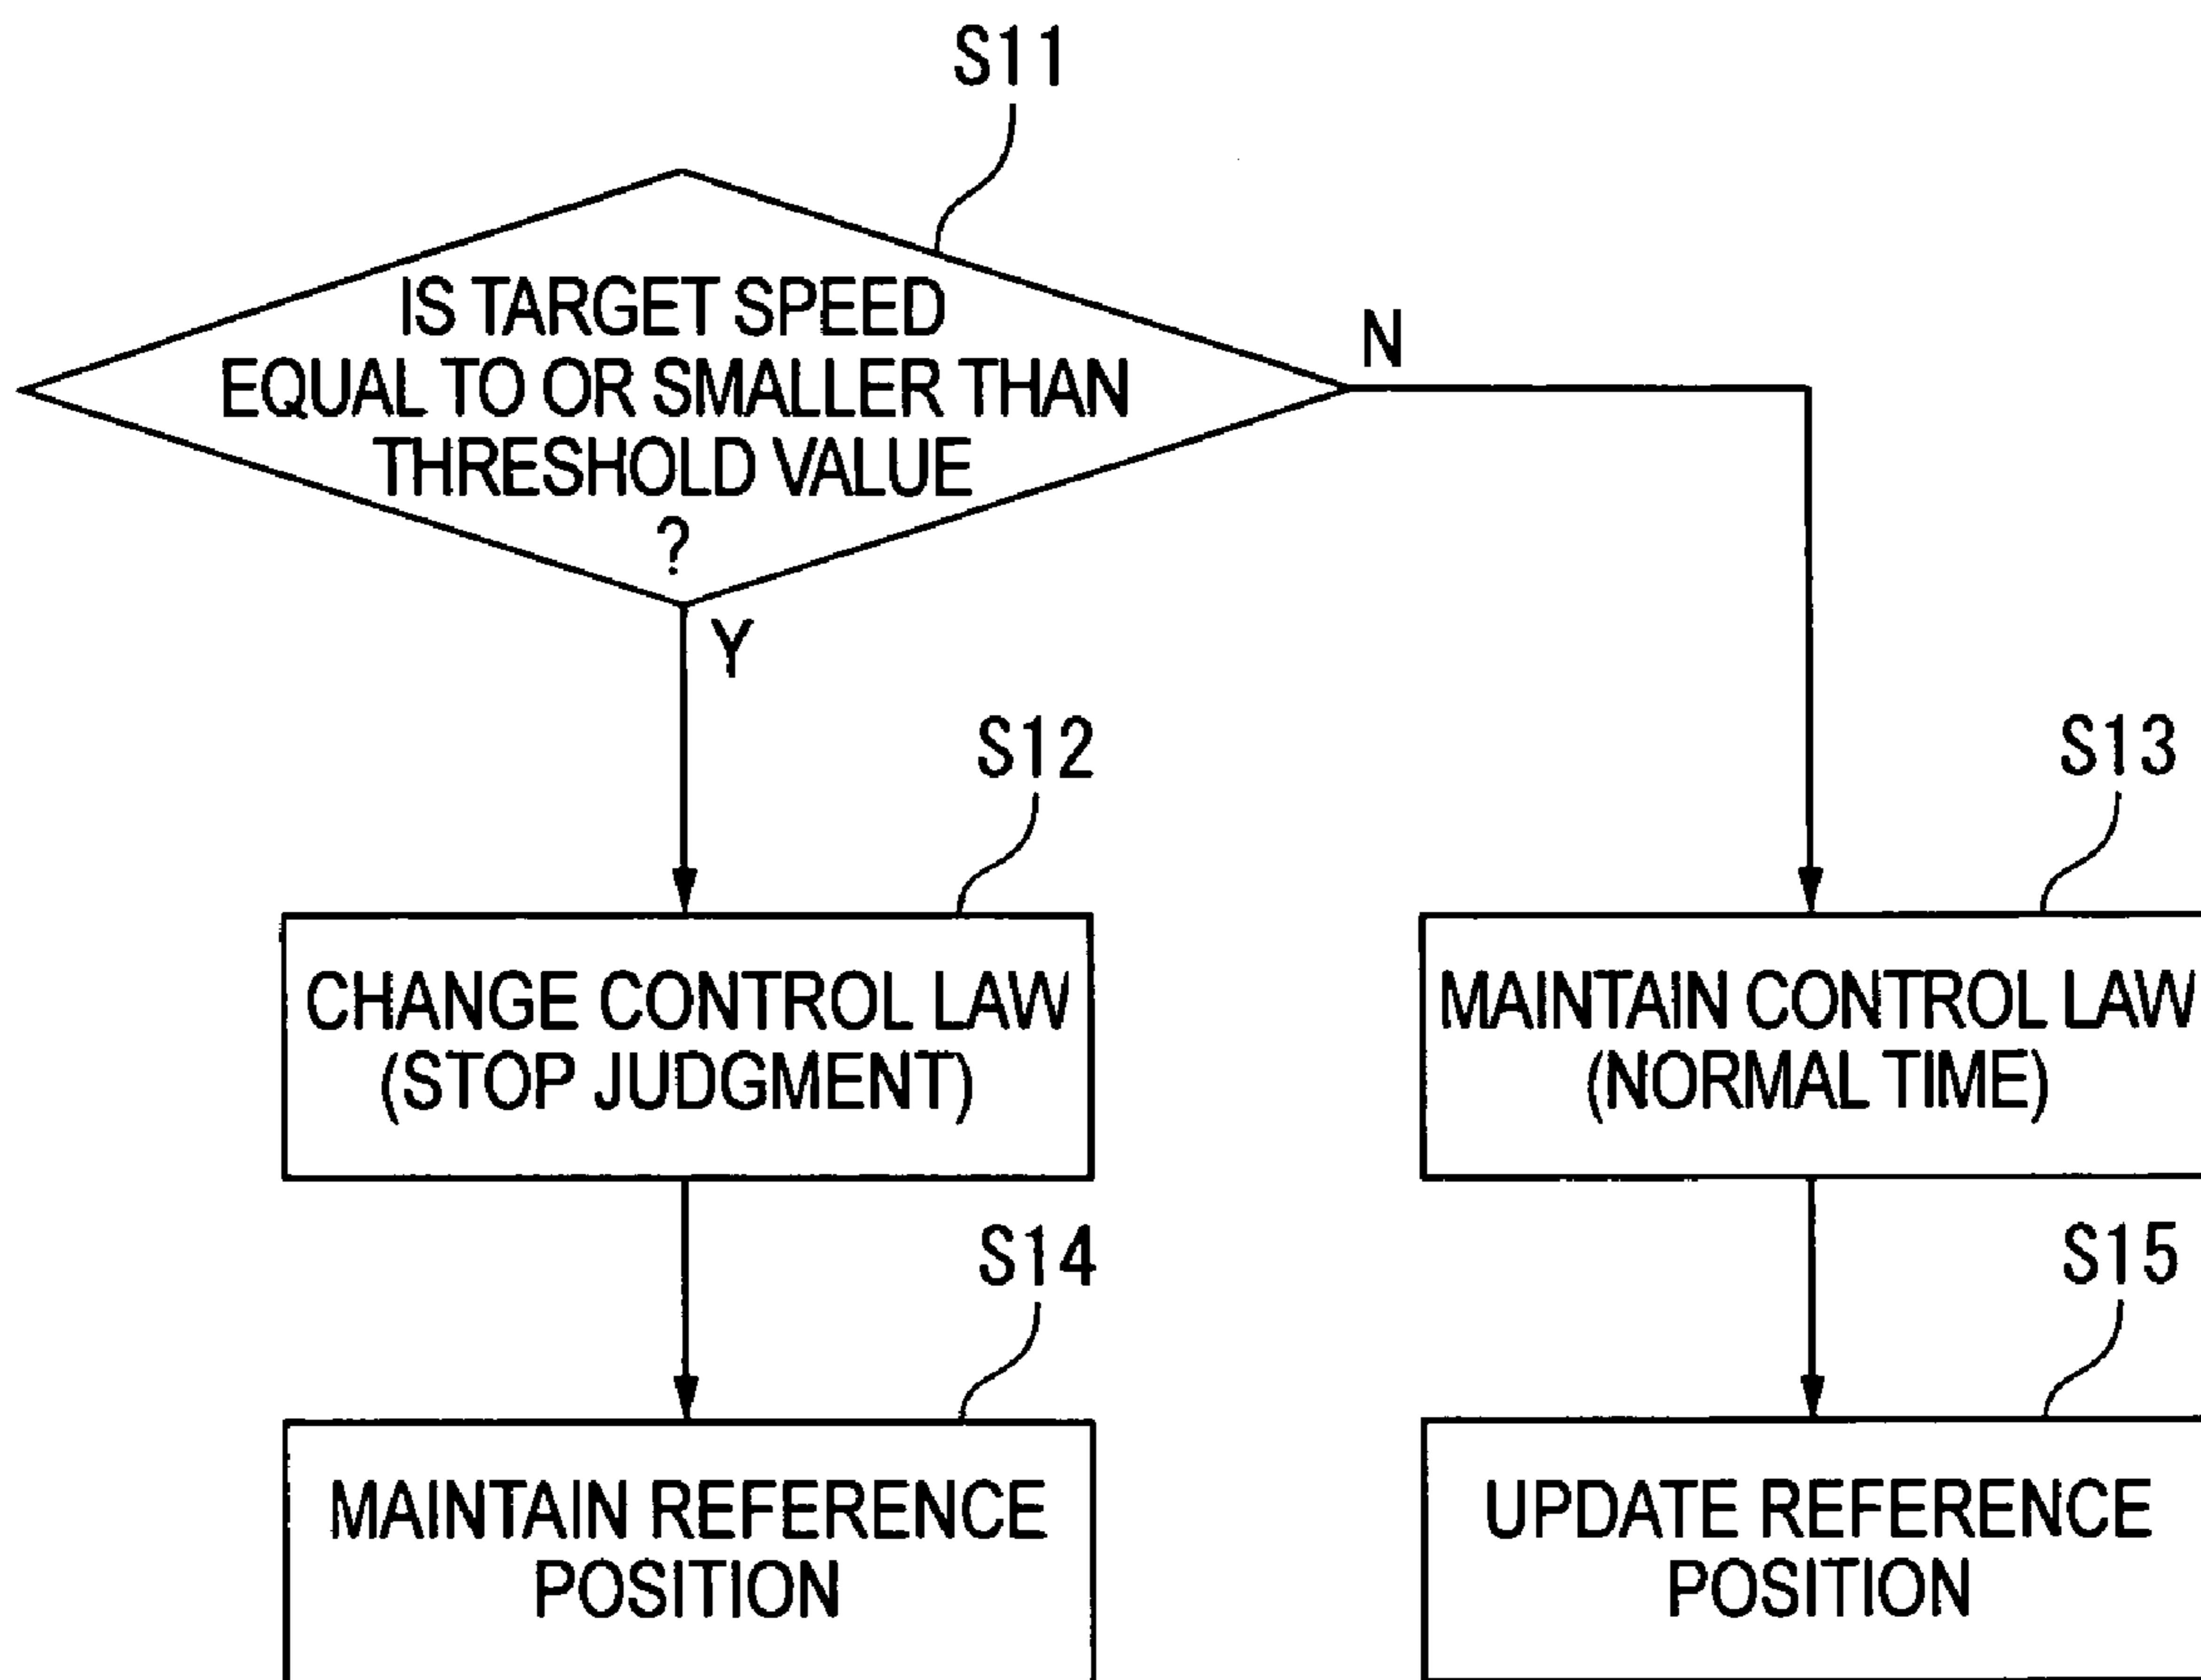 S11
IS TARGET SPEED
EQUAL TO OR SMALLER THAN
THRESHOLD VALUE
?
N
Y
S12
CHANGE CONTROL LAW
(STOP JUDGMENT)
S13
MAINTAIN CONTROL LAW
(NORMAL TIME)
S14
MAINTAIN REFERENCE
POSITION
S15
UPDATE REFERENCE
POSITION